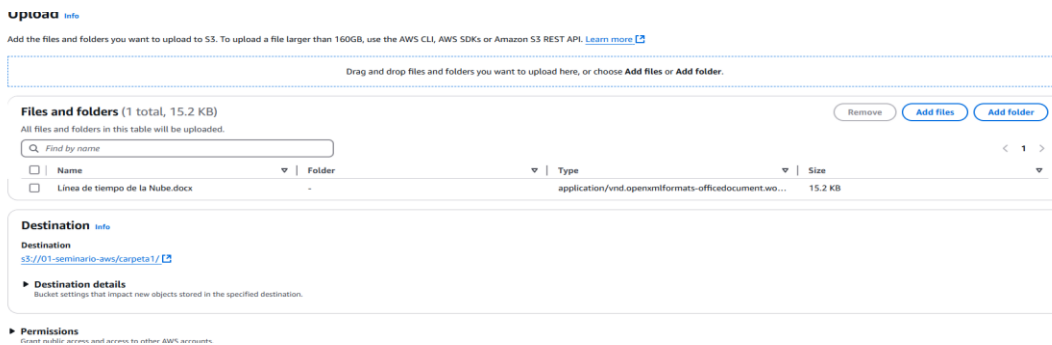 Upload Info
Add the files and folders you want to upload to S3. To upload a file larger than 160GB, use the AWS CLI, AWS SDKs or Amazon S3 REST API. Learn more
Drag and drop files and folders you want to upload here, or choose Add files or Add folder.
Files and folders (1 total, 15.2 KB)
Remove Add files Add folder
All files and folders in this table will be uploaded.
Find by name
1
Name Folder Type Size
Línea de tiempo de la Nube.docx - application/vnd.openxmlformats-officedocument.wo... 15.2 KB
Destination Info
Destination
s3://01-seminario-aws/carpeta1/
Destination details
Bucket settings that impact new objects stored in the specified destination.
Permissions
Grant public access and access to other AWS accounts.